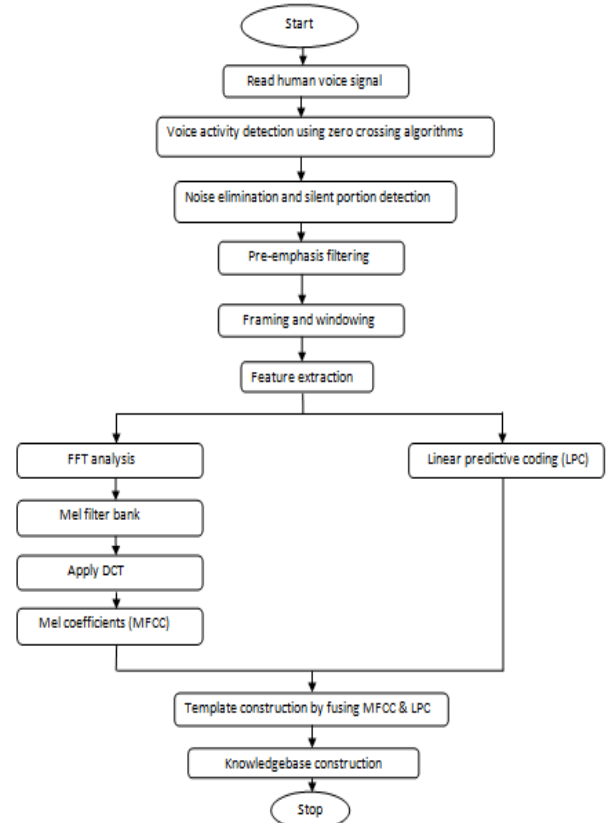 Start
Read human voice signal
Voice activity detection using zero crossing algorithms
Noise elimination and silent portion detection
Pre-emphasis filtering
Framing and windowing
Feature extraction
FFT analysis
Linear predictive coding (LPC)
Mel filter bank
Apply DCT
Mel coefficients (MFCC)
Template construction by fusing MFCC & LPC
Knowledgebase construction
Stop